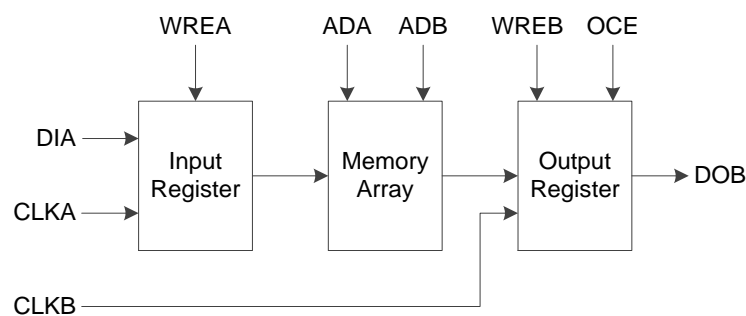 WREA ADA ADB WREB OCE
DIA
Input
Register
Memory
Array
Output
Register
DOB
CLKA
CLKB